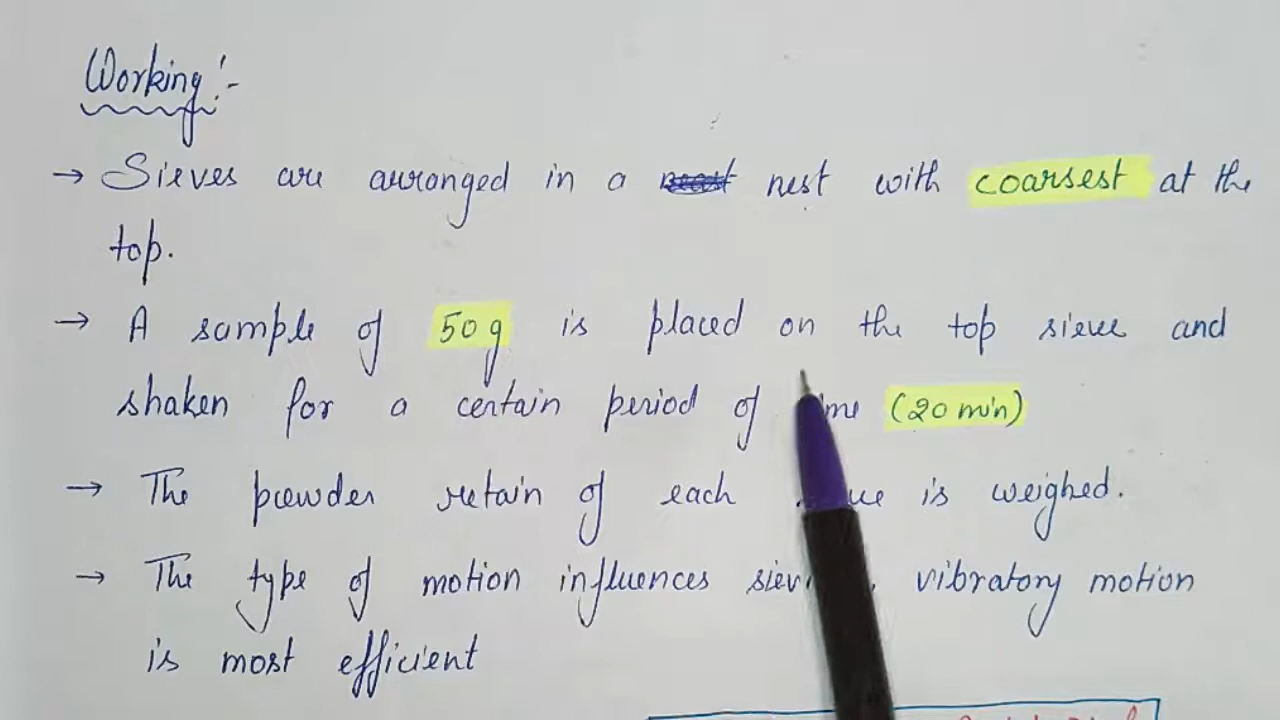 Working:-
→ Sieves are arranged in a nest with coarsest at the
top.
→ A sample of 50g is placed on the top sieve and
shaken for a certain period of (20 min)
→ The powder retain of each is weighed.
→ The type of motion influences vibratory motion
is most efficient